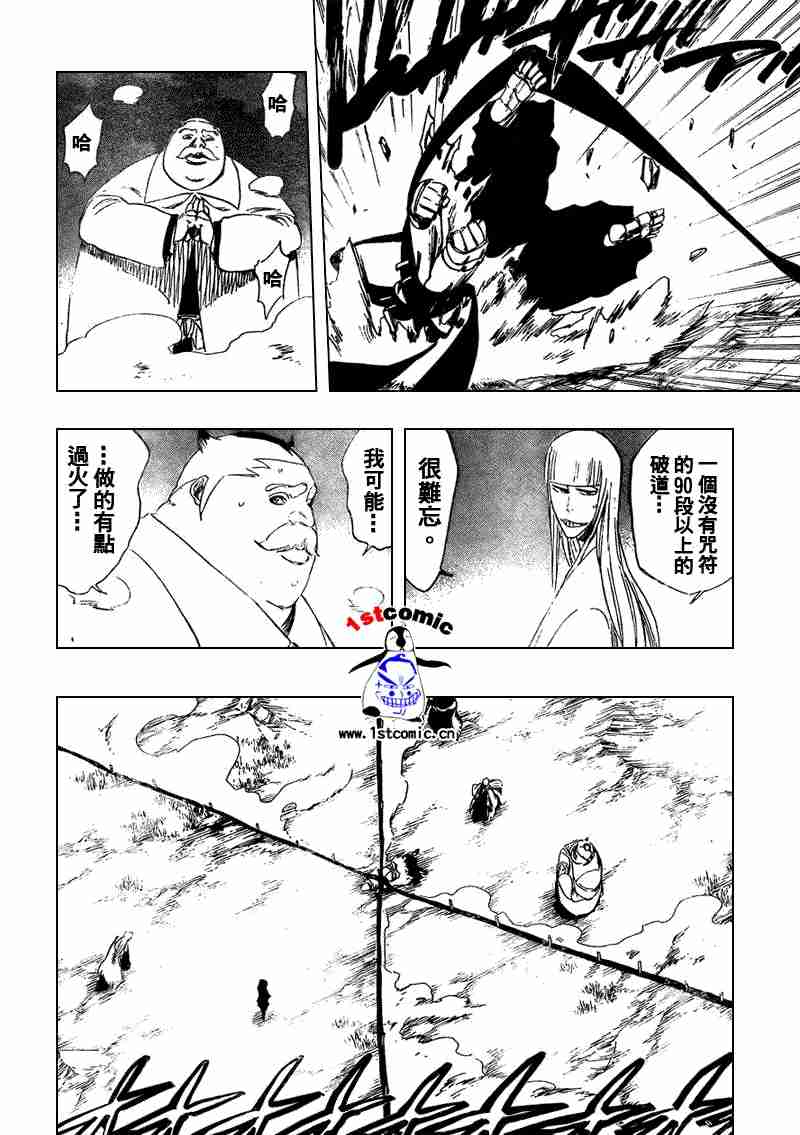 哈
哈
哈
一個沒有咒符
的90段以上的
破道…
很難忘。
我可能…
…做的有點
過火了…
1stcomic
www.1stcomic.cn